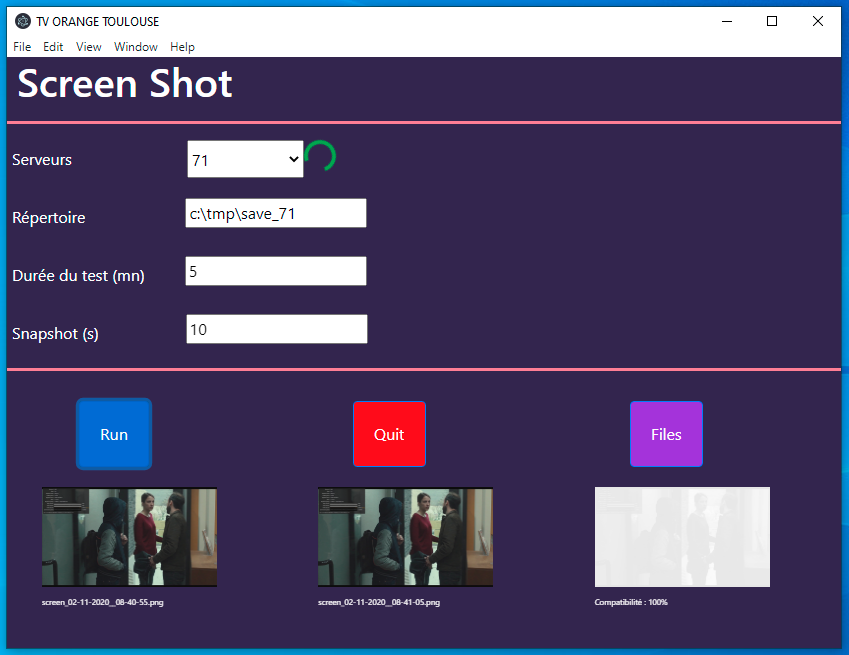 TV ORANGE TOULOUSE
File Edit View Window Help
Screen Shot
Serveurs 71
Répertoire c:\tmp\save_71
Durée du test (mn) 5
Snapshot (s) 10
Run Quit Files
screen_02-11-2020__08-40-55.png screen_02-11-2020__08-41-05.png Compatibilité : 100%